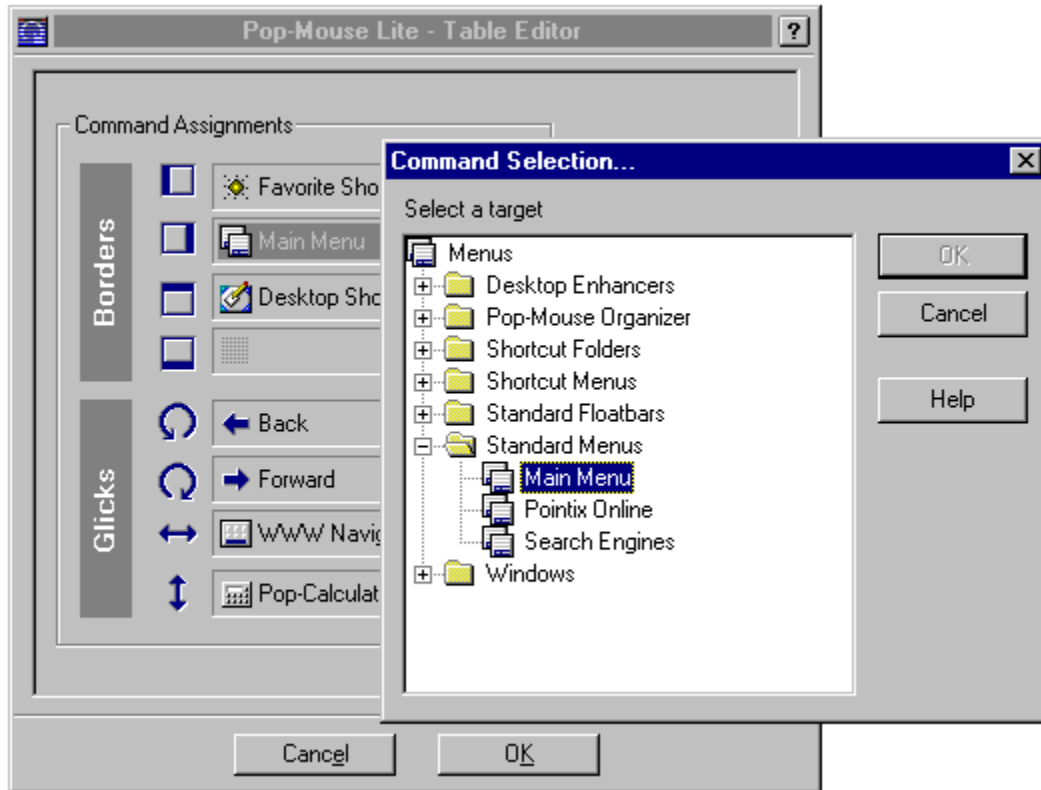 Pop-Mouse Lite - Table Editor
?
Command Assignments
Borders
Favorite Sho
Main Menu
Desktop Sho
Glicks
Back
Forward
WWW Navig
Pop-Calculat
Cancel
OK
Command Selection...
Select a target
Menus
Desktop Enhancers
Pop-Mouse Organizer
Shortcut Folders
Shortcut Menus
Standard Floatbars
Standard Menus
Main Menu
Pointix Online
Search Engines
Windows
OK
Cancel
Help